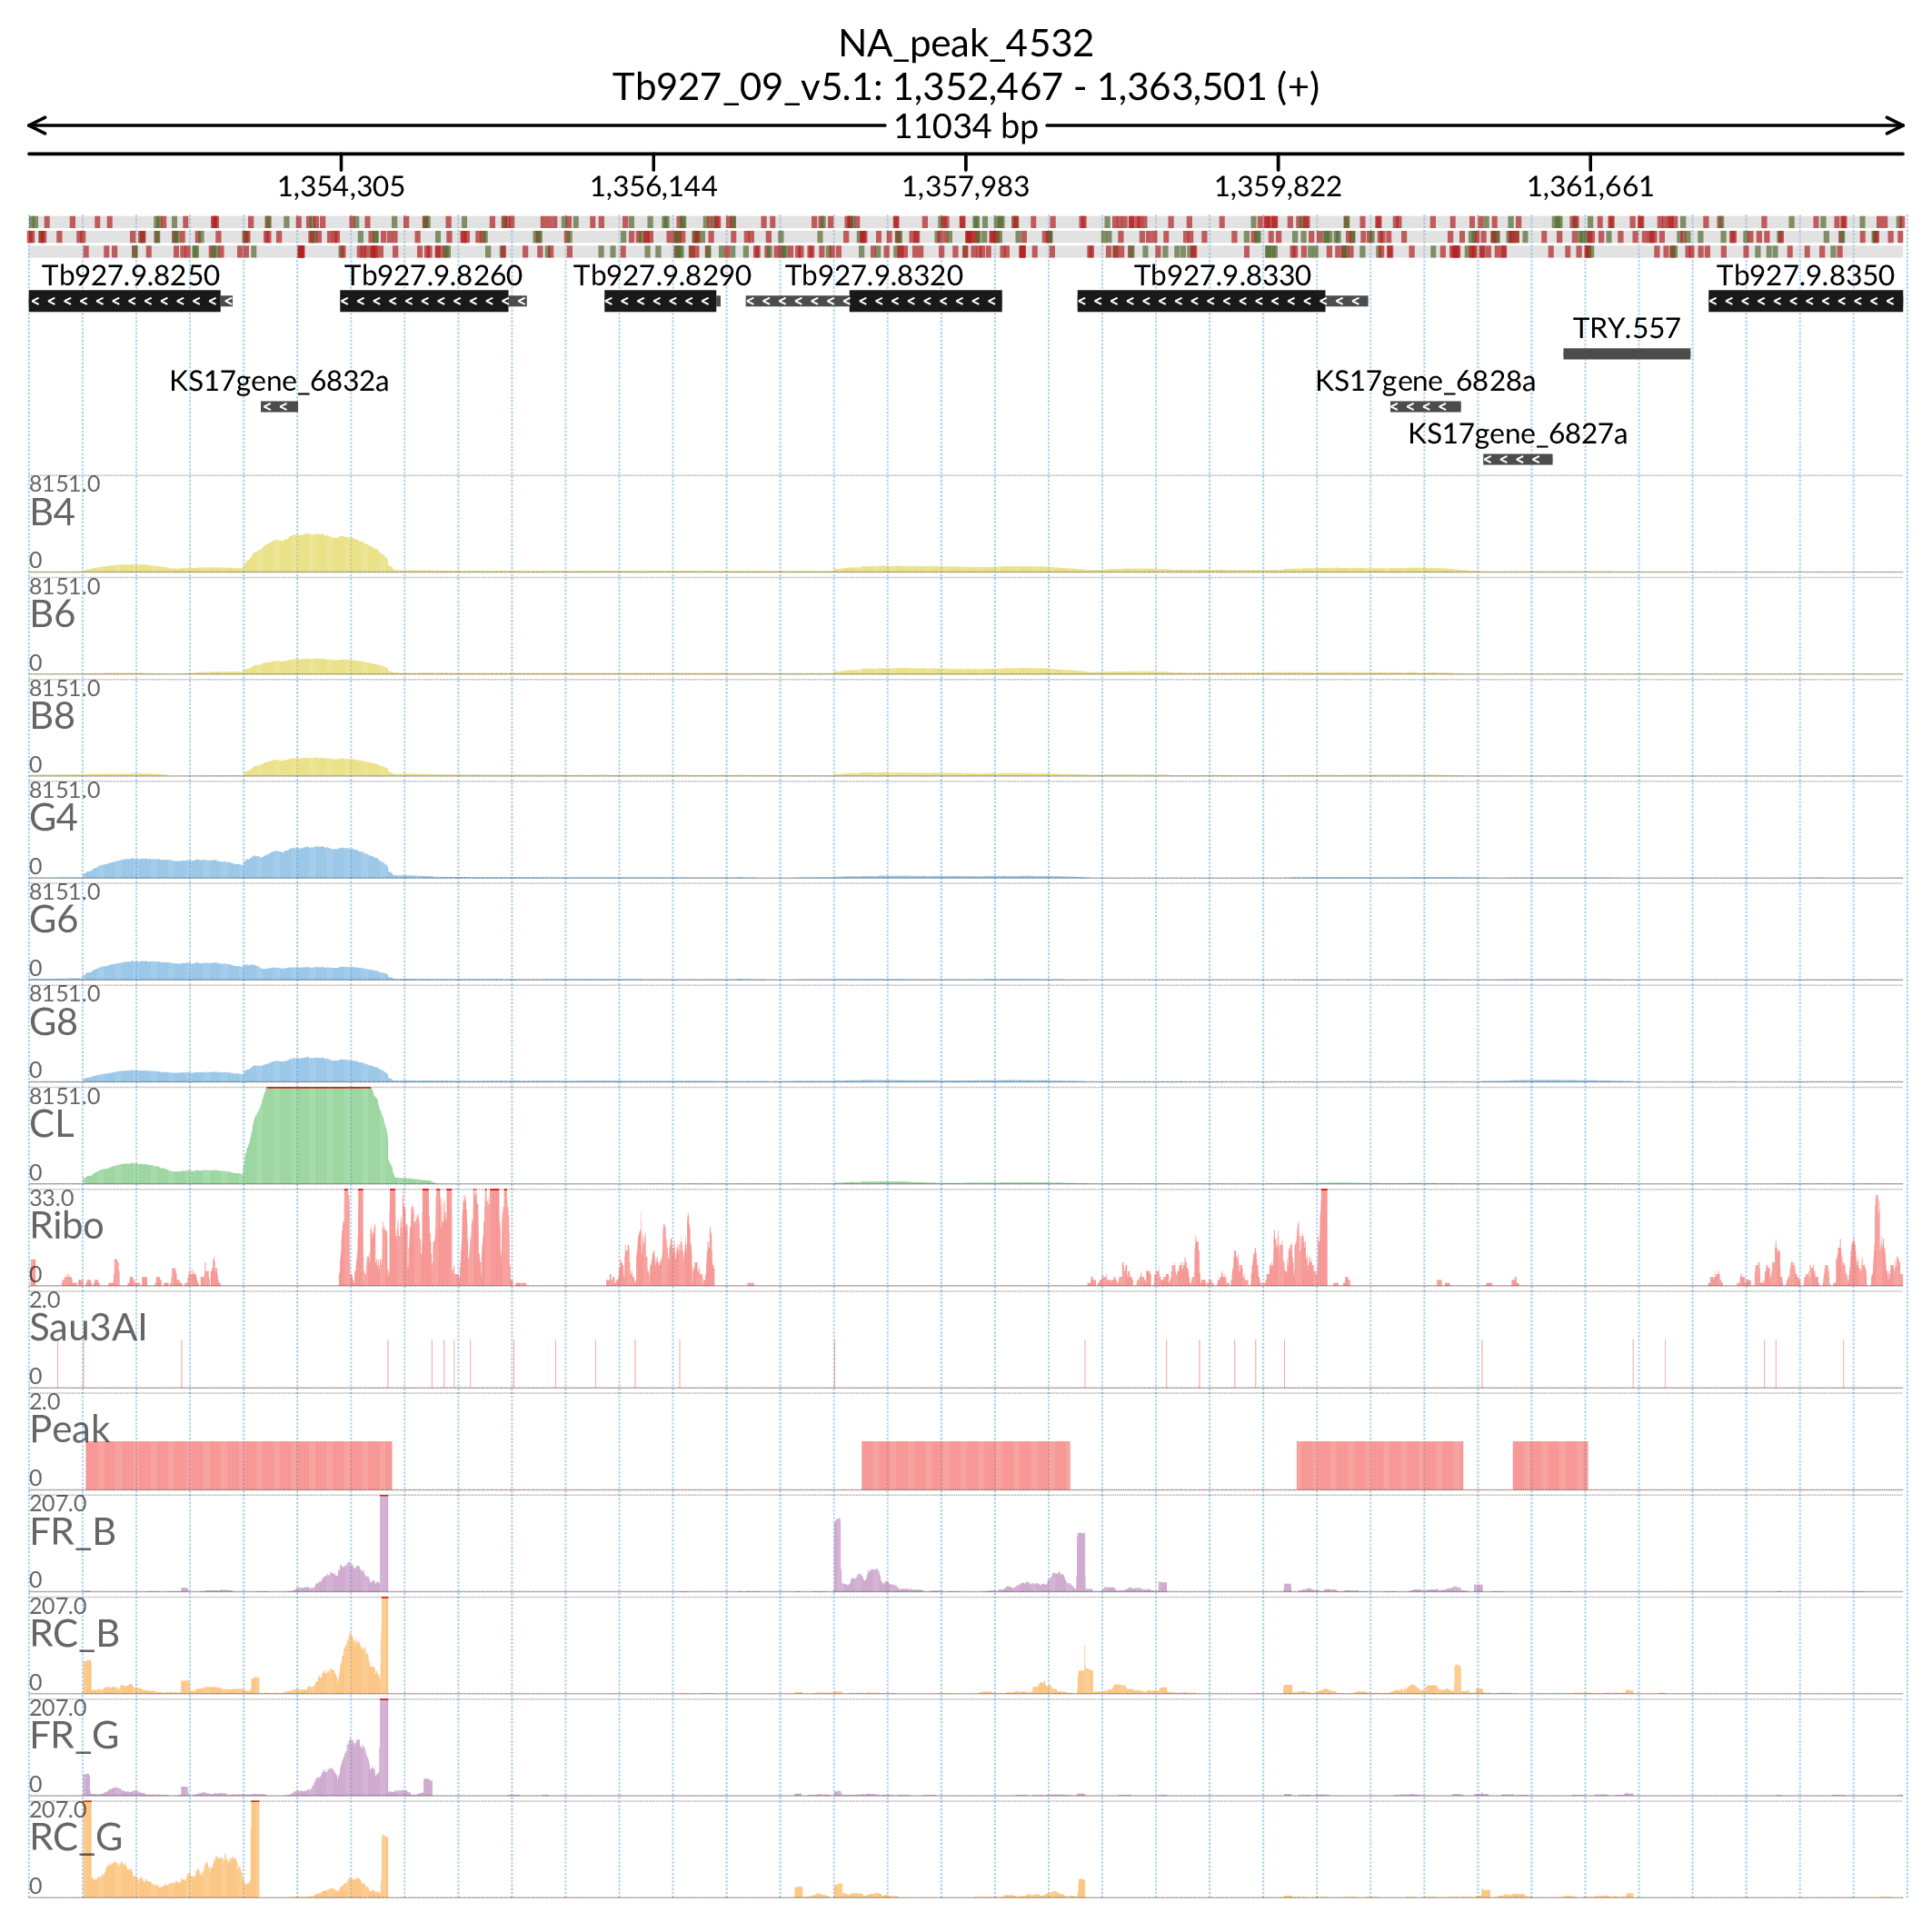 NA_peak_4532
Tb927_09_v5.1: 1,352,467 - 1,363,501 (+)
11034 bp
1,354,305 1,356,144 1,357,983 1,359,822 1,361,661
Tb927.9.8250 Tb927.9.8260 Tb927.9.8290 Tb927.9.8320 Tb927.9.8330 Tb927.9.8350
TRY.557
KS17gene_6832a KS17gene_6828a
KS17gene_6827a
8151.0
B4
0
8151.0
B6
0
8151.0
B8
0
8151.0
G4
0
8151.0
G6
0
8151.0
G8
0
8151.0
CL
0
33.0
Ribo
0
2.0
Sau3AI
0
2.0
Peak
0
207.0
FR_B
0
207.0
RC_B
0
207.0
FR_G
0
207.0
RC_G
0